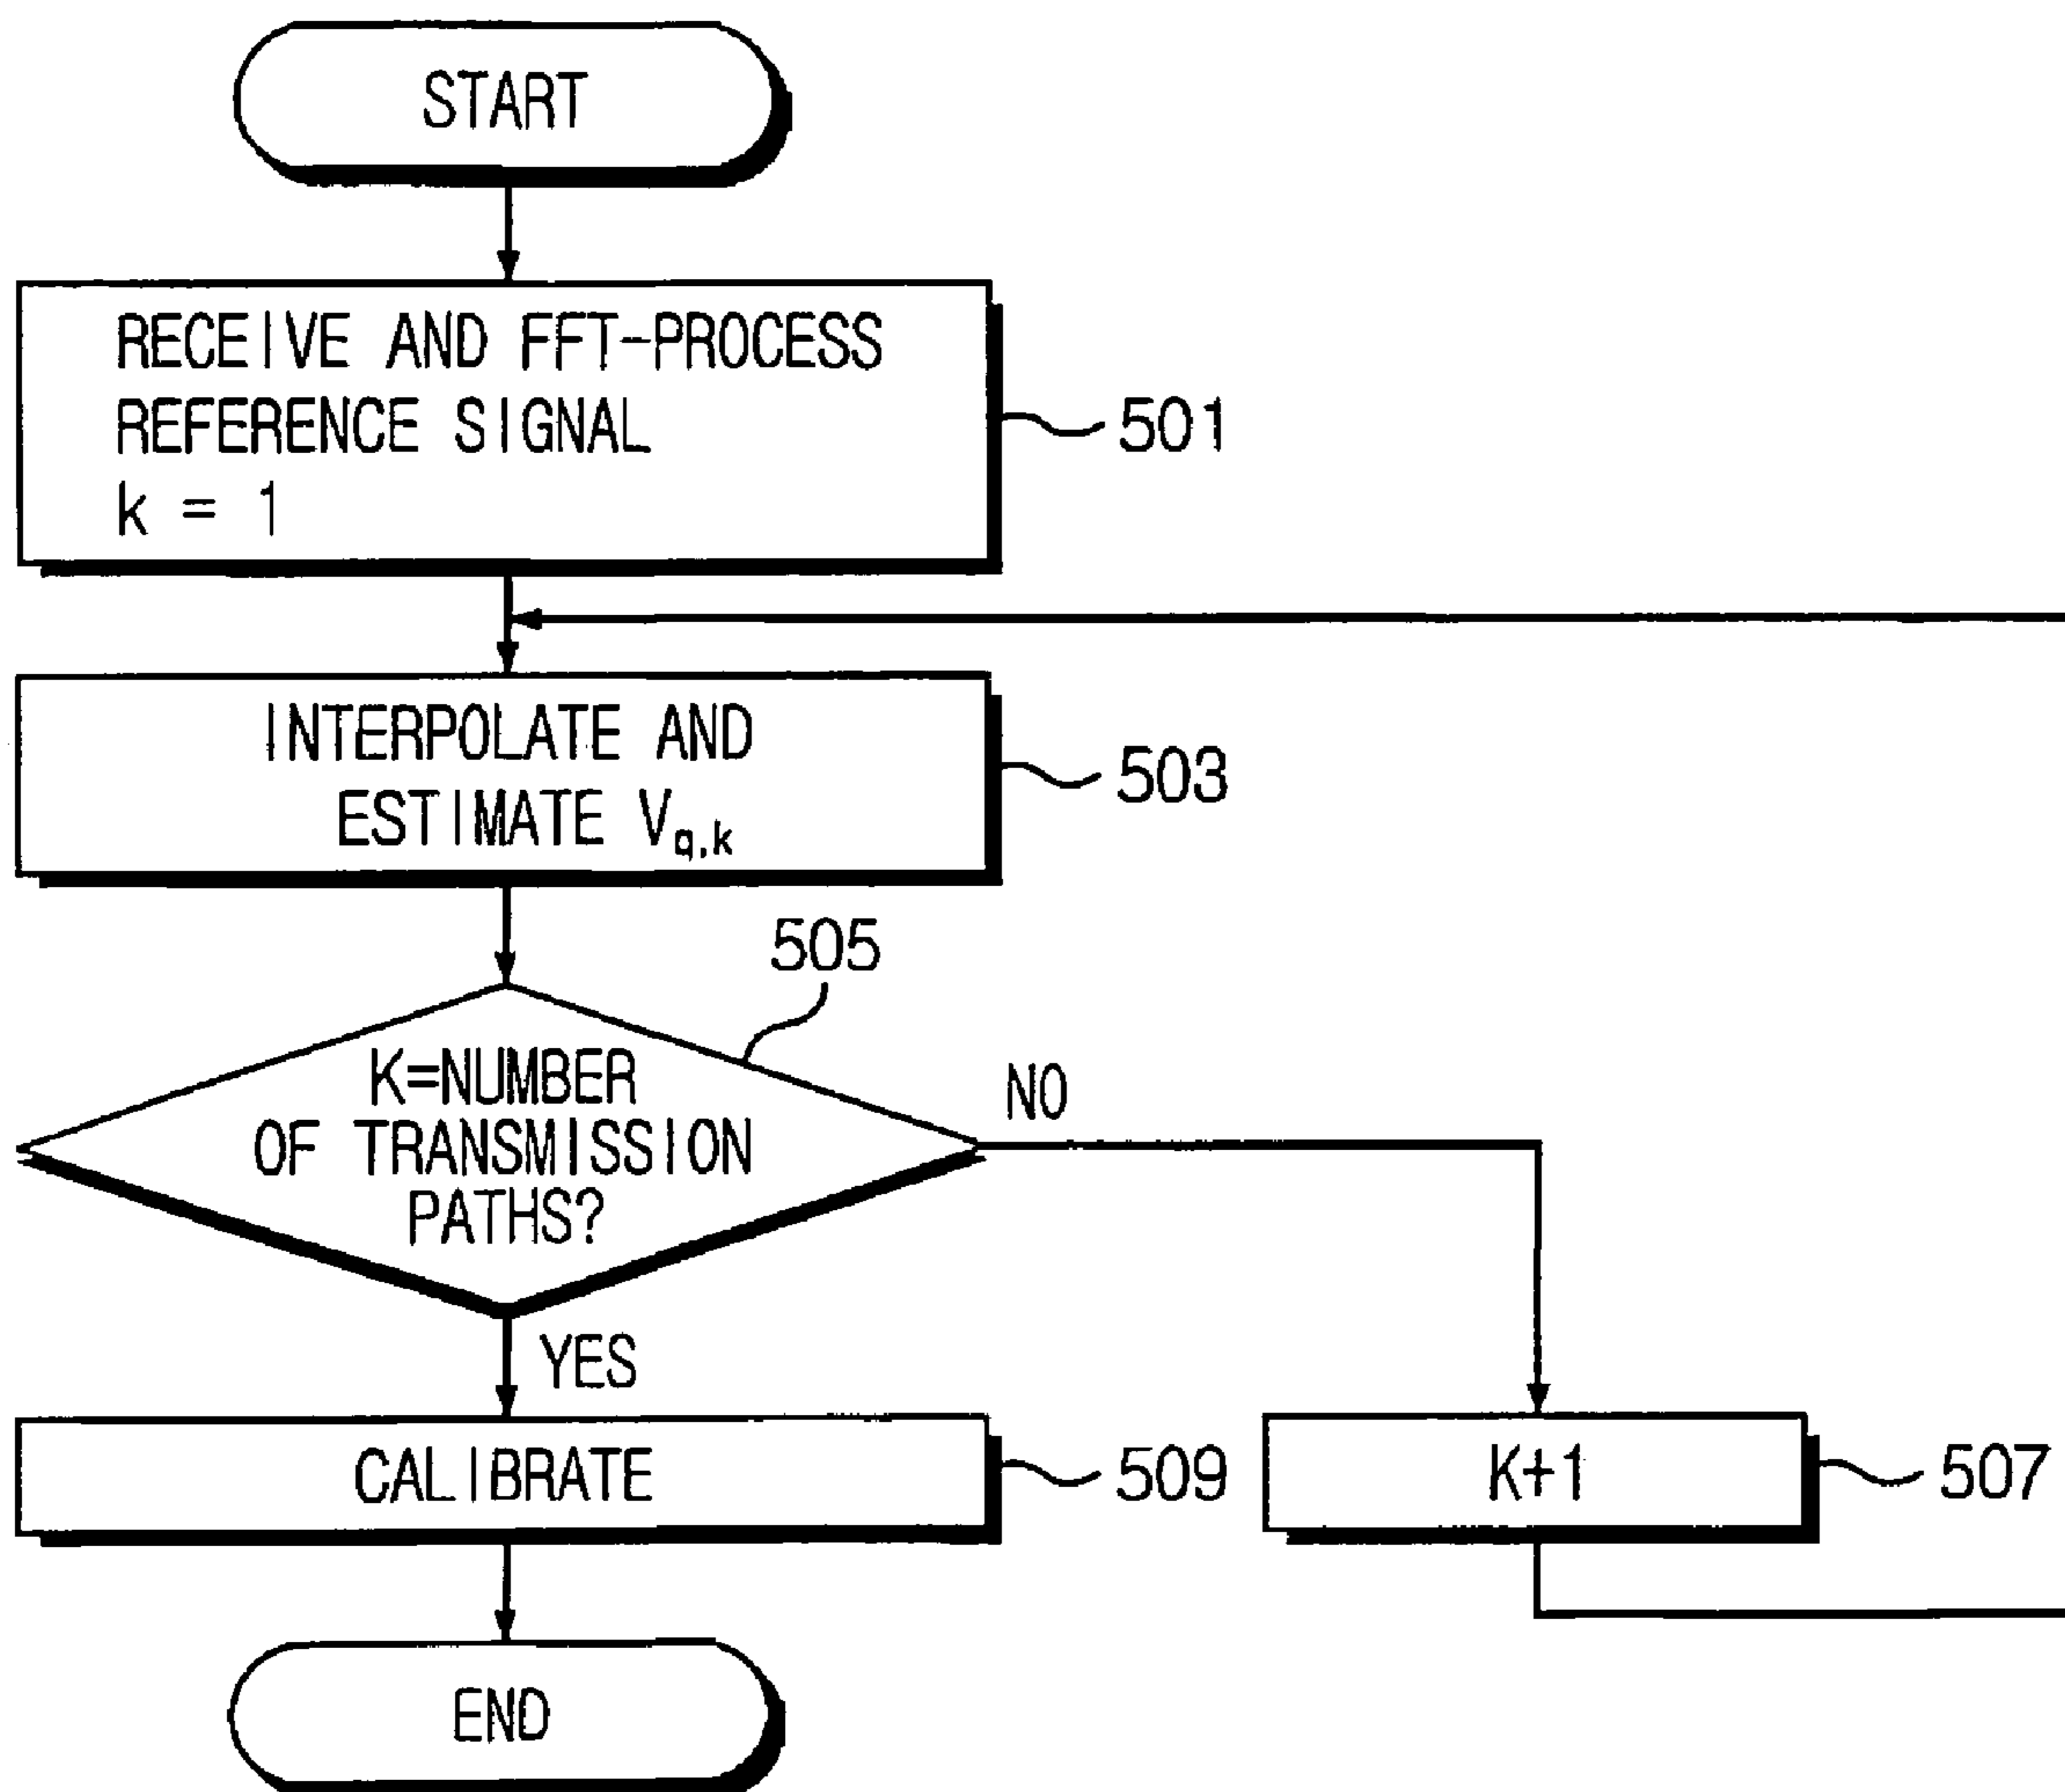 START
RECEIVE AND FFT-PROCESS
REFERENCE SIGNAL
k = 1
501
INTERPOLATE AND
ESTIMATE Vq,k
503
505
K=NUMBER
OF TRANSMISSION
PATHS?
NO
YES
CALIBRATE
509
K+1
507
END